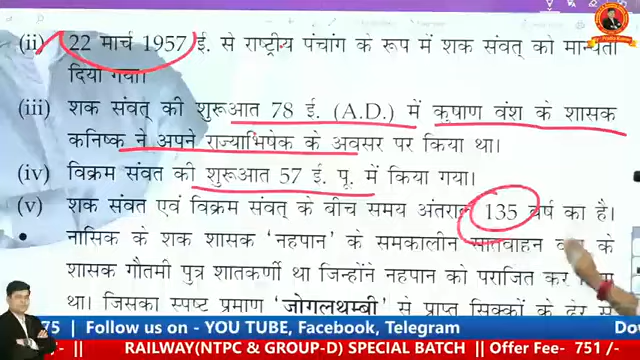 (ii) 22 मार्च 1957 ई. से राष्ट्रीय पंचांग के रूप में शक संवत् को मान्यता
दिया गया।
(iii) शक संवत् की शुरूआत 78 ई. (A.D.) में कुषाण वंश के शासक
कनिष्क ने अपने राज्याभिषेक के अवसर पर किया था।
(iv) विक्रम संवत की शुरूआत 57 ई. पू. में किया गया।
(v) शक संवत एवं विक्रम संवत् के बीच समय अंतराल 135 वर्ष का है।
• नासिक के शक शासक 'नहपान' के समकालीन सातवाहन के
शासक गौतमी पुत्र शातकर्णी था जिन्होंने नहपान को पराजित कर
था। जिसका स्पष्ट प्रमाण 'जोगलथम्बी' से प्राप्त सिक्कों के ढेर से
75 | Follow us on - YOU TUBE, Facebook, Telegram
Dow
/- || RAILWAY(NTPC & GROUP-D) SPECIAL BATCH || Offer Fee- 751 /-